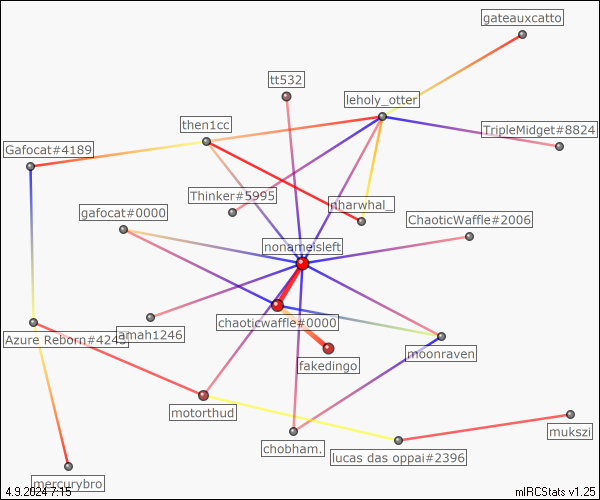 gateauxcatto
tt532
leholy_otter
then1cc
TripleMidget#8824
Gafocat#4189
Thinker#5995
nharwhal_
gafocat#0000
ChaoticWaffle#2006
nonameisleft
chaoticwaffle#0000
amah1246
Azure Reborn#4243
moonraven
fakedingo
motorthud
mukszi
chobham.
lucas das oppai#2396
mercurybro
4.9.2024 7:15
mIRCStats v1.25